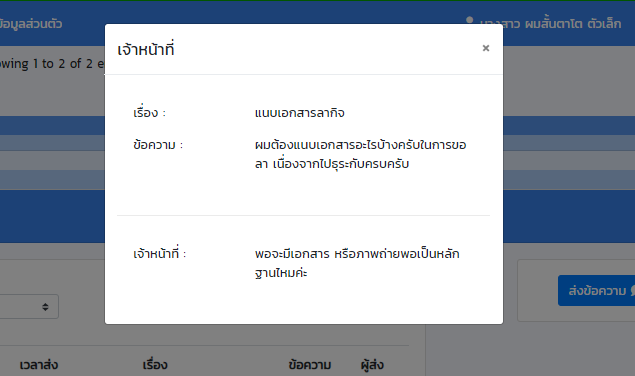 ข้อมูลส่วนตัว
นางสาว ผมสั้นตาโต ตัวเล็ก
เจ้าหน้าที่
×
owing 1 to 2 of 2 e
เรื่อง :
แนบเอกสารลากิจ
ข้อความ :
ผมต้องแนบเอกสารอะไรบ้างครับในการขอ
ลา เนื่องจากไปธุระกับครบครับ
เจ้าหน้าที่ :
พอจะมีเอกสาร หรือภาพถ่ายพอเป็นหลัก
ฐานไหมค่ะ
ส่งข้อความ
เวลาส่ง
เรื่อง
ข้อความ
ผู้ส่ง